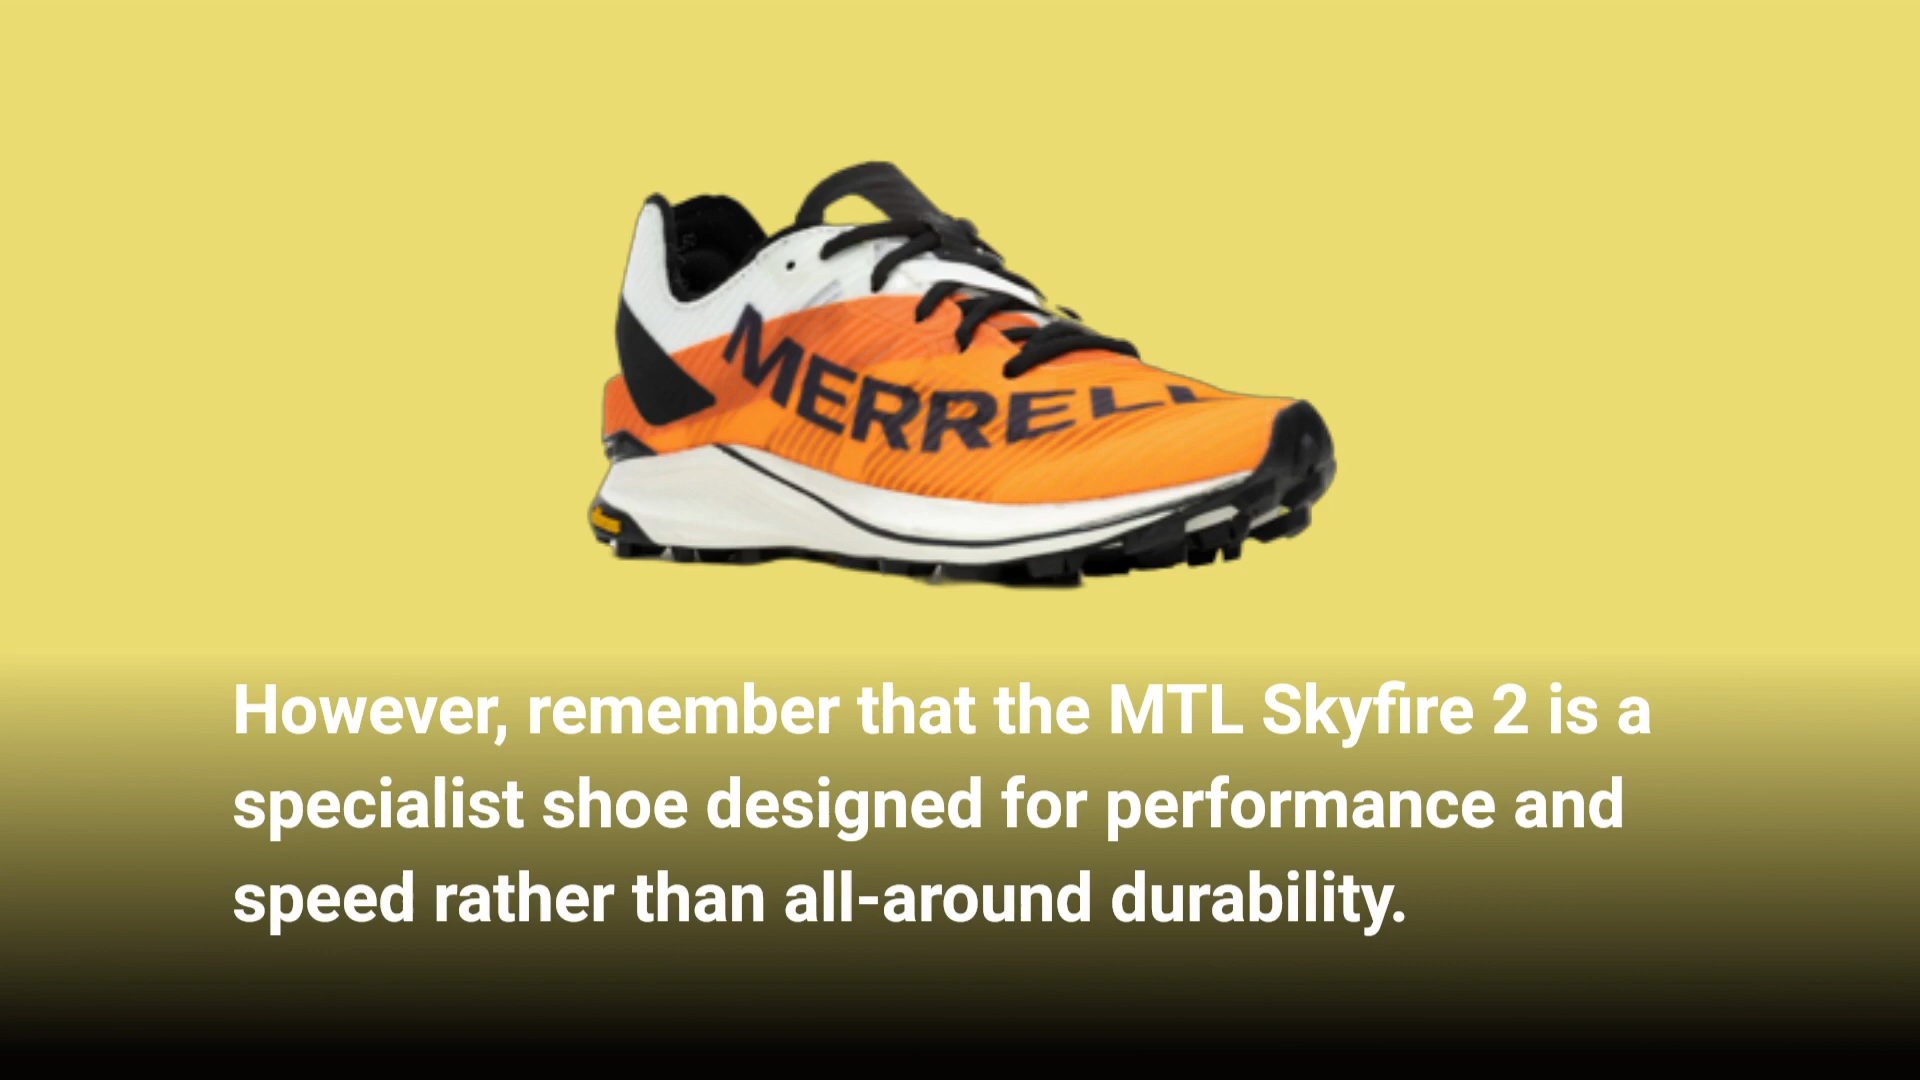 MERRELL
However, remember that the MTL Skyfire 2 is a
specialist shoe designed for performance and
speed rather than all-around durability.